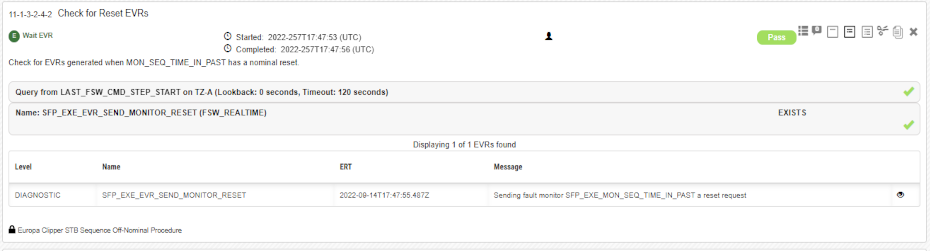 11-1-3-2-4-2 Check for Reset EVRs
E Wait EVR
Started: 2022-257T17:47:53 (UTC)
Completed: 2022-257T17:47:56 (UTC)
Pass
Check for EVRs generated when MON_SEQ_TIME_IN_PAST has a nominal reset.
Query from LAST_FSW_CMD_STEP_START on TZ-A (Lookback: 0 seconds, Timeout: 120 seconds)
Name: SFP_EXE_EVR_SEND_MONITOR_RESET (FSW_REALTIME) EXISTS
Displaying 1 of 1 EVRs found
Level Name ERT Message
DIAGNOSTIC SFP_EXE_EVR_SEND_MONITOR_RESET 2022-09-14T17:47:55.487Z Sending fault monitor SFP_EXE_MON_SEQ_TIME_IN_PAST a reset request
Europa Clipper STB Sequence Off-Nominal Procedure